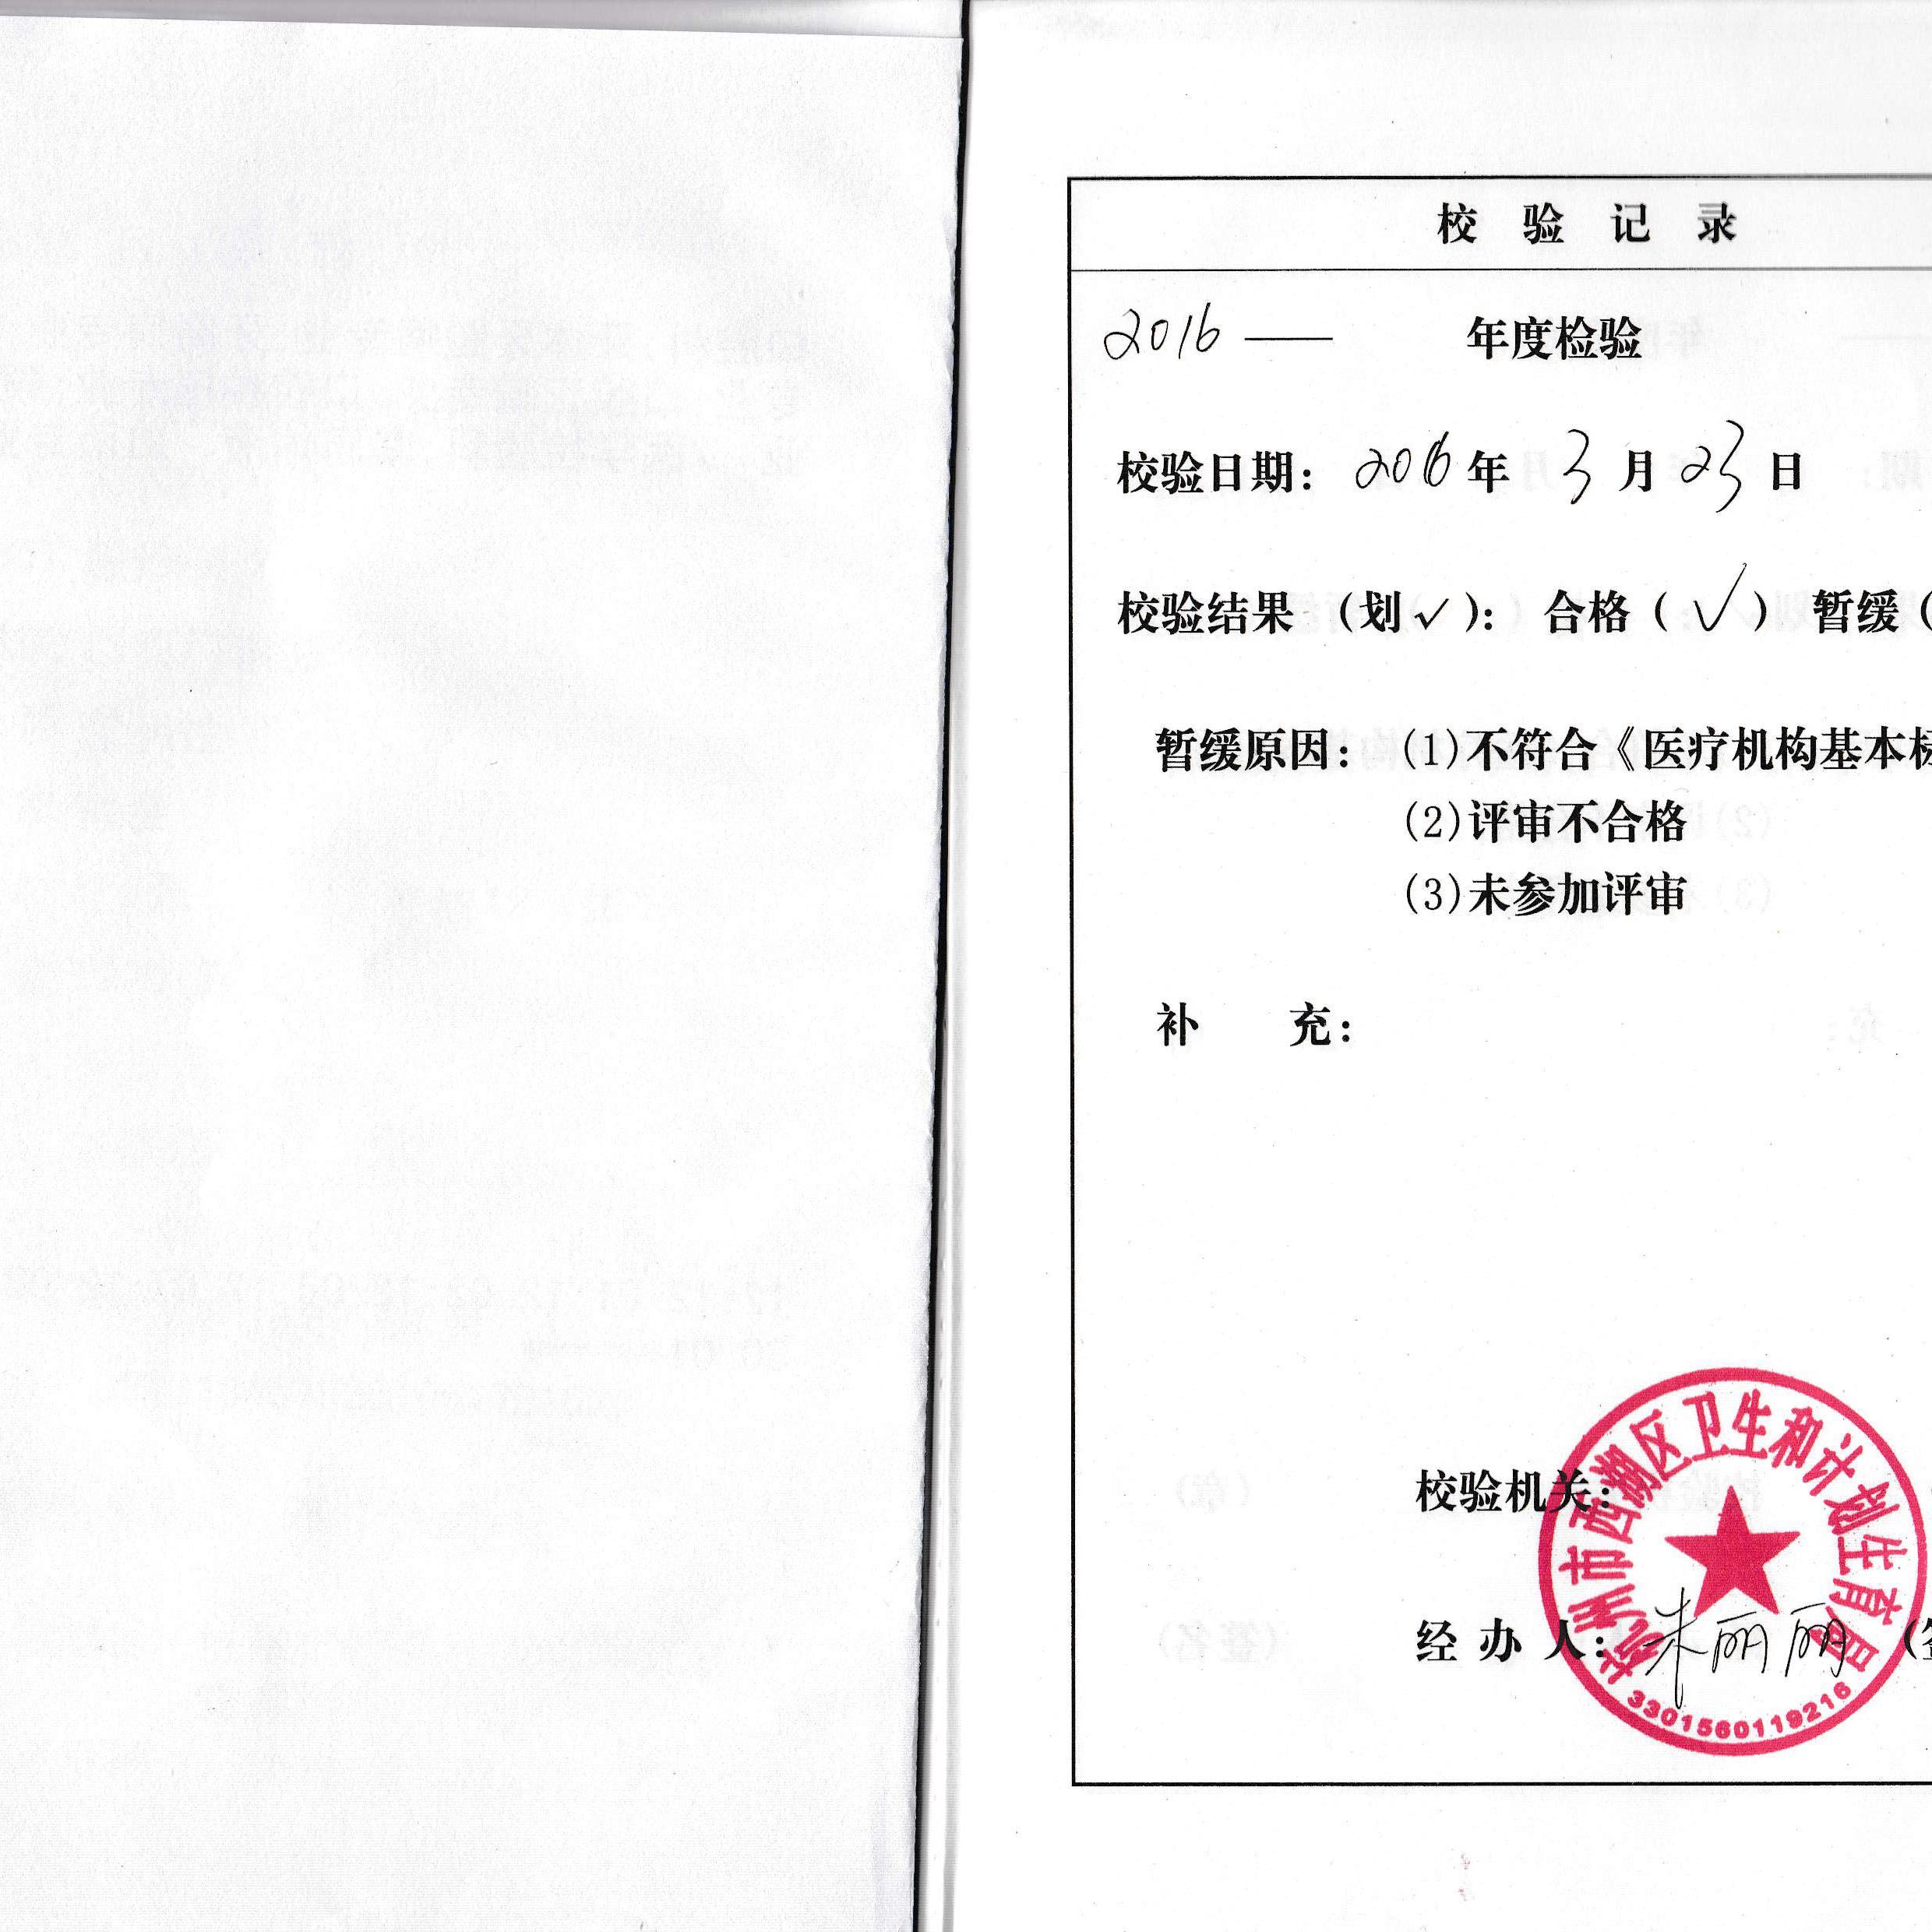 校 验 记 录
2016 —— 年度检验
校验日期: 2016年 3 月 23 日
校验结果 (划✓): 合格(✓) 暂缓(
暂缓原因: (1)不符合《医疗机构基本标
(2)评审不合格
(3)未参加评审
补 充:
校验机关:
杭州市西湖区卫生和计划生育局
经 办 人: 朱丽丽 (签
3301560119216